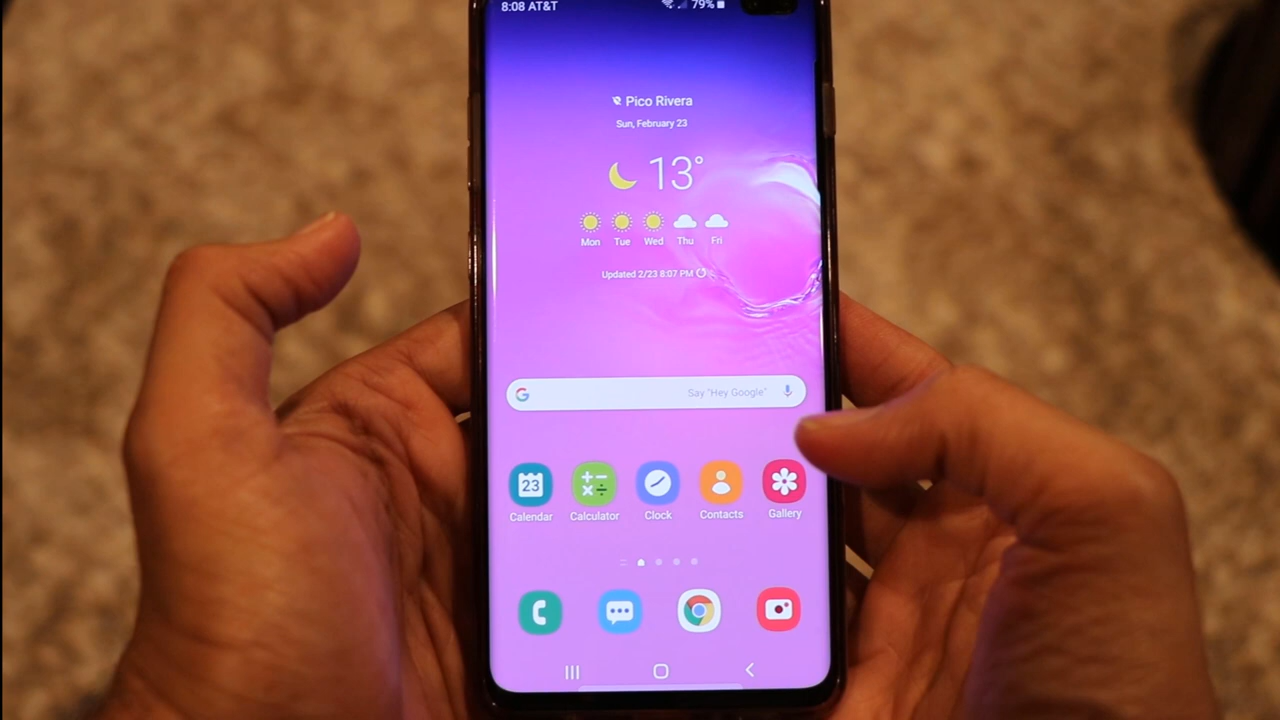 8:08 AT&T 79%
Pico Rivera
Sun, February 23
13°
Mon Tue Wed Thu Fri
Updated 2/23 8:07 PM
G Say "Hey Google"
23
Calendar Calculator Clock Contacts Gallery